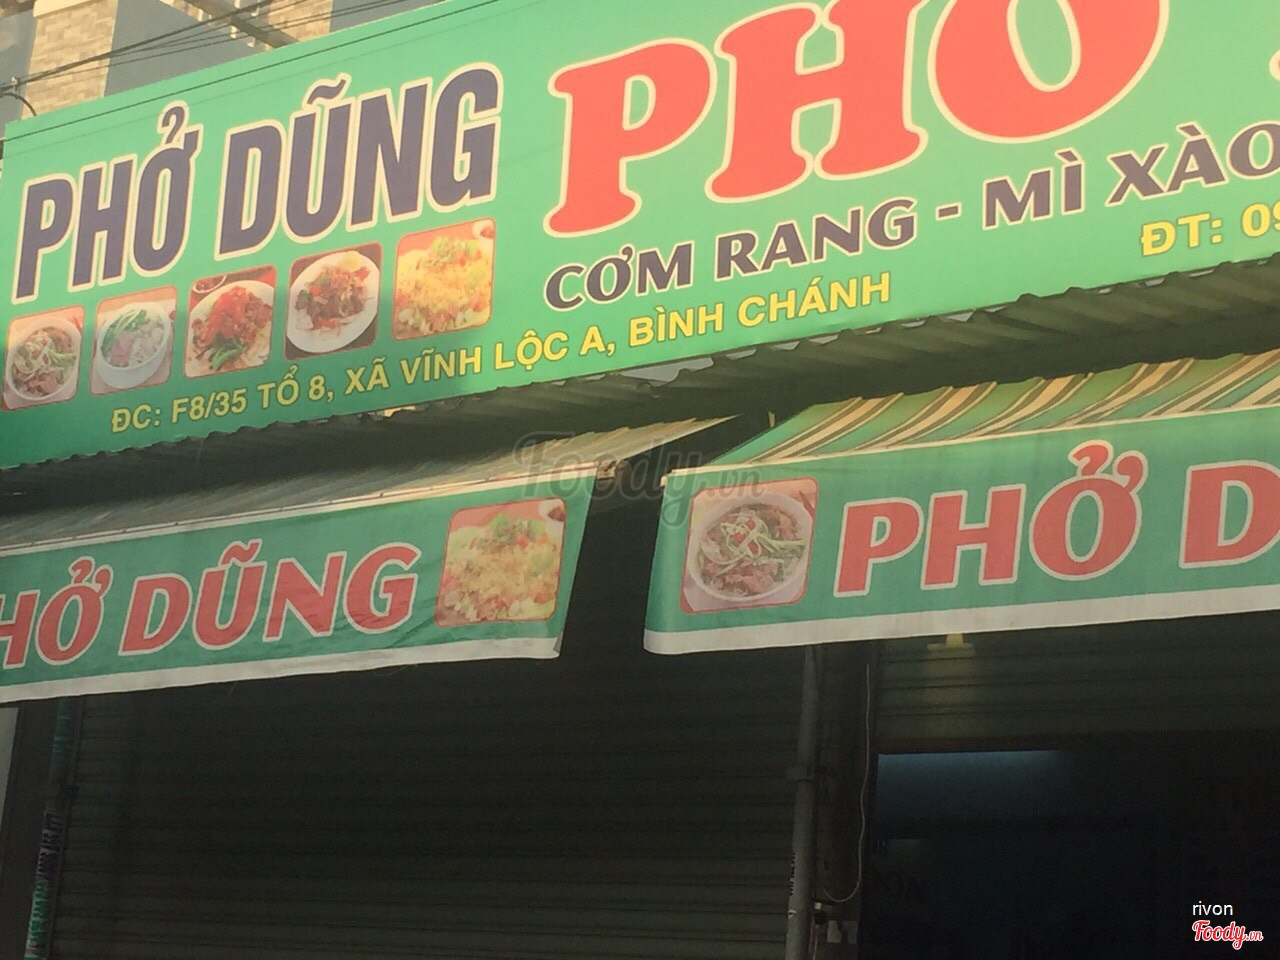 PHỞ DŨNG
PHO
CƠM RANG - MÌ XÀO
ĐT: 09
ĐC: F8/35 TỔ 8, XÃ VĨNH LỘC A, BÌNH CHÁNH
HỞ DŨNG
PHỞ D
Foody.vn
rivon
Foody.vn